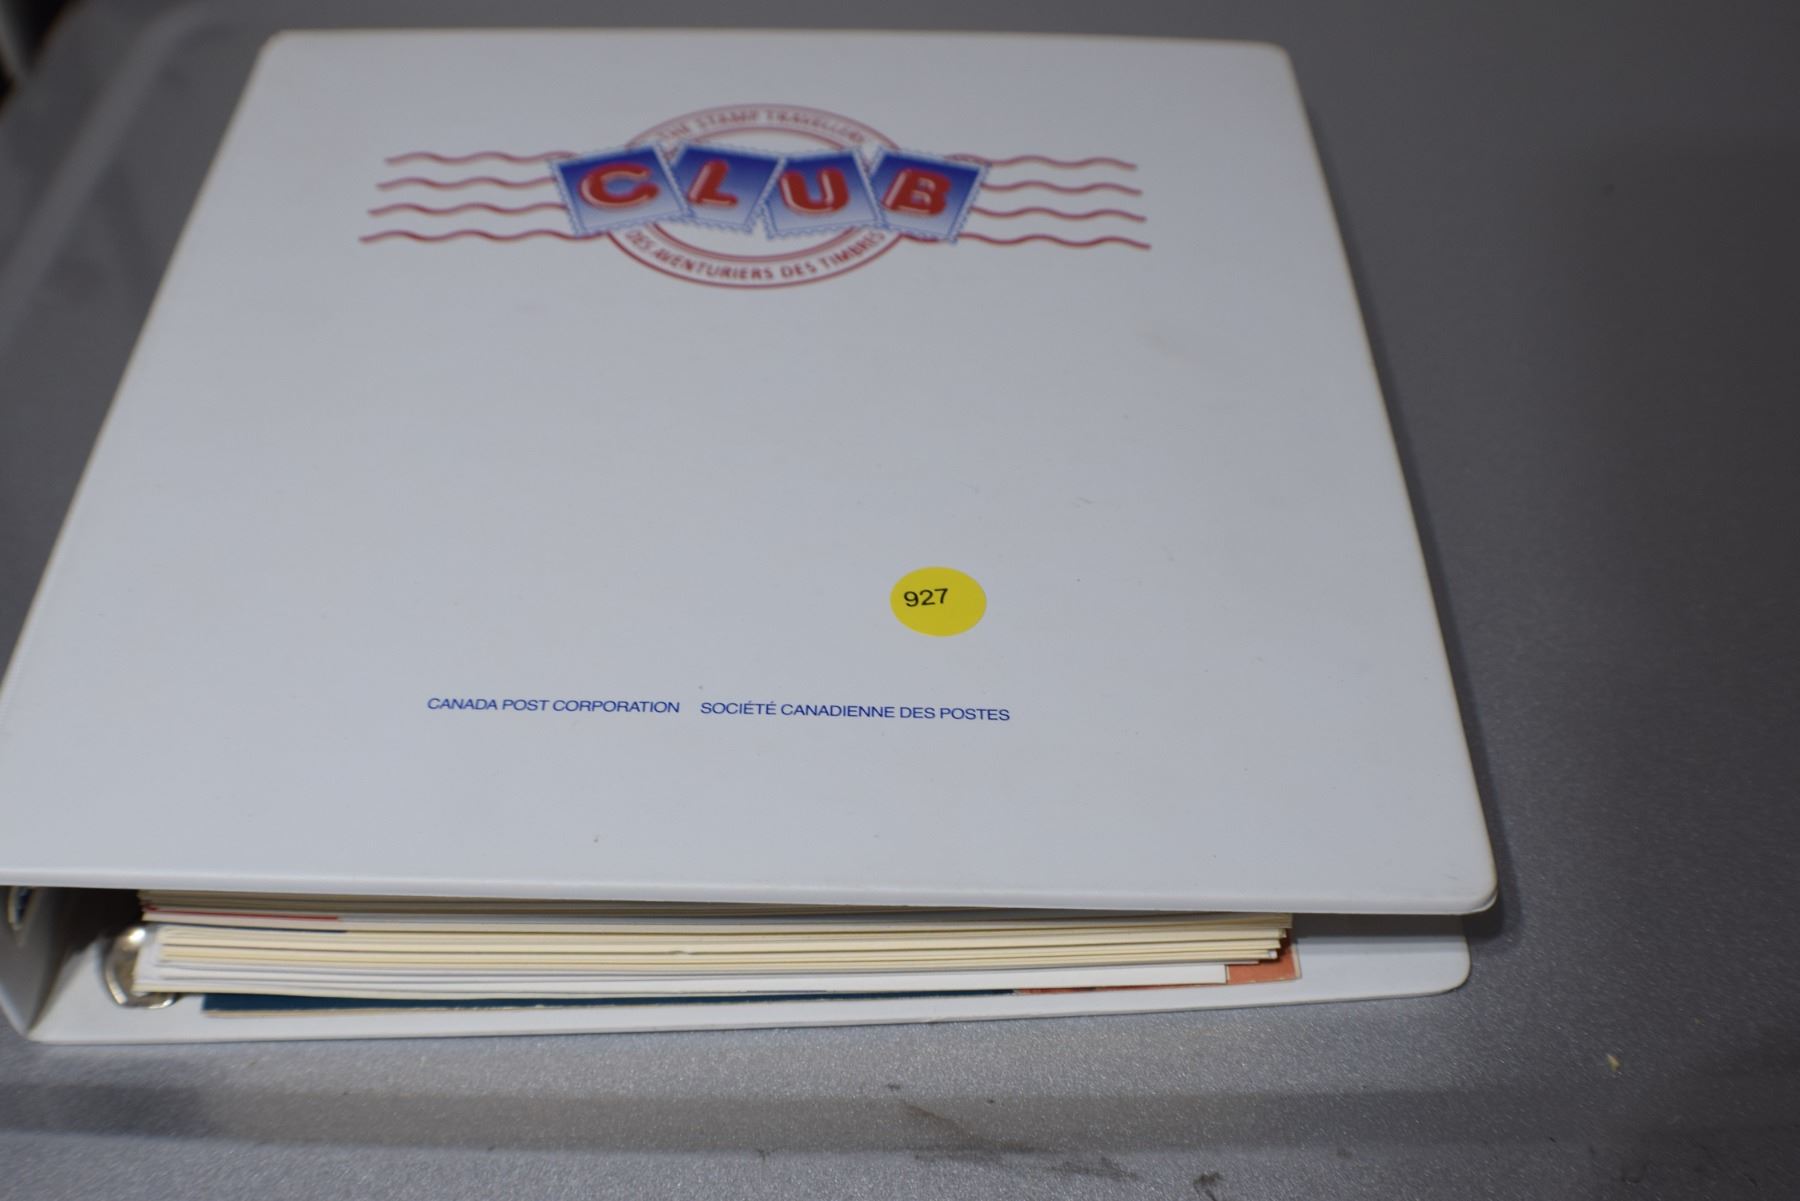 THE STAMP TRAVELLERS
CLUB
DES AVENTURIERS DES TIMBRES
927
CANADA POST CORPORATION SOCIÉTÉ CANADIENNE DES POSTES